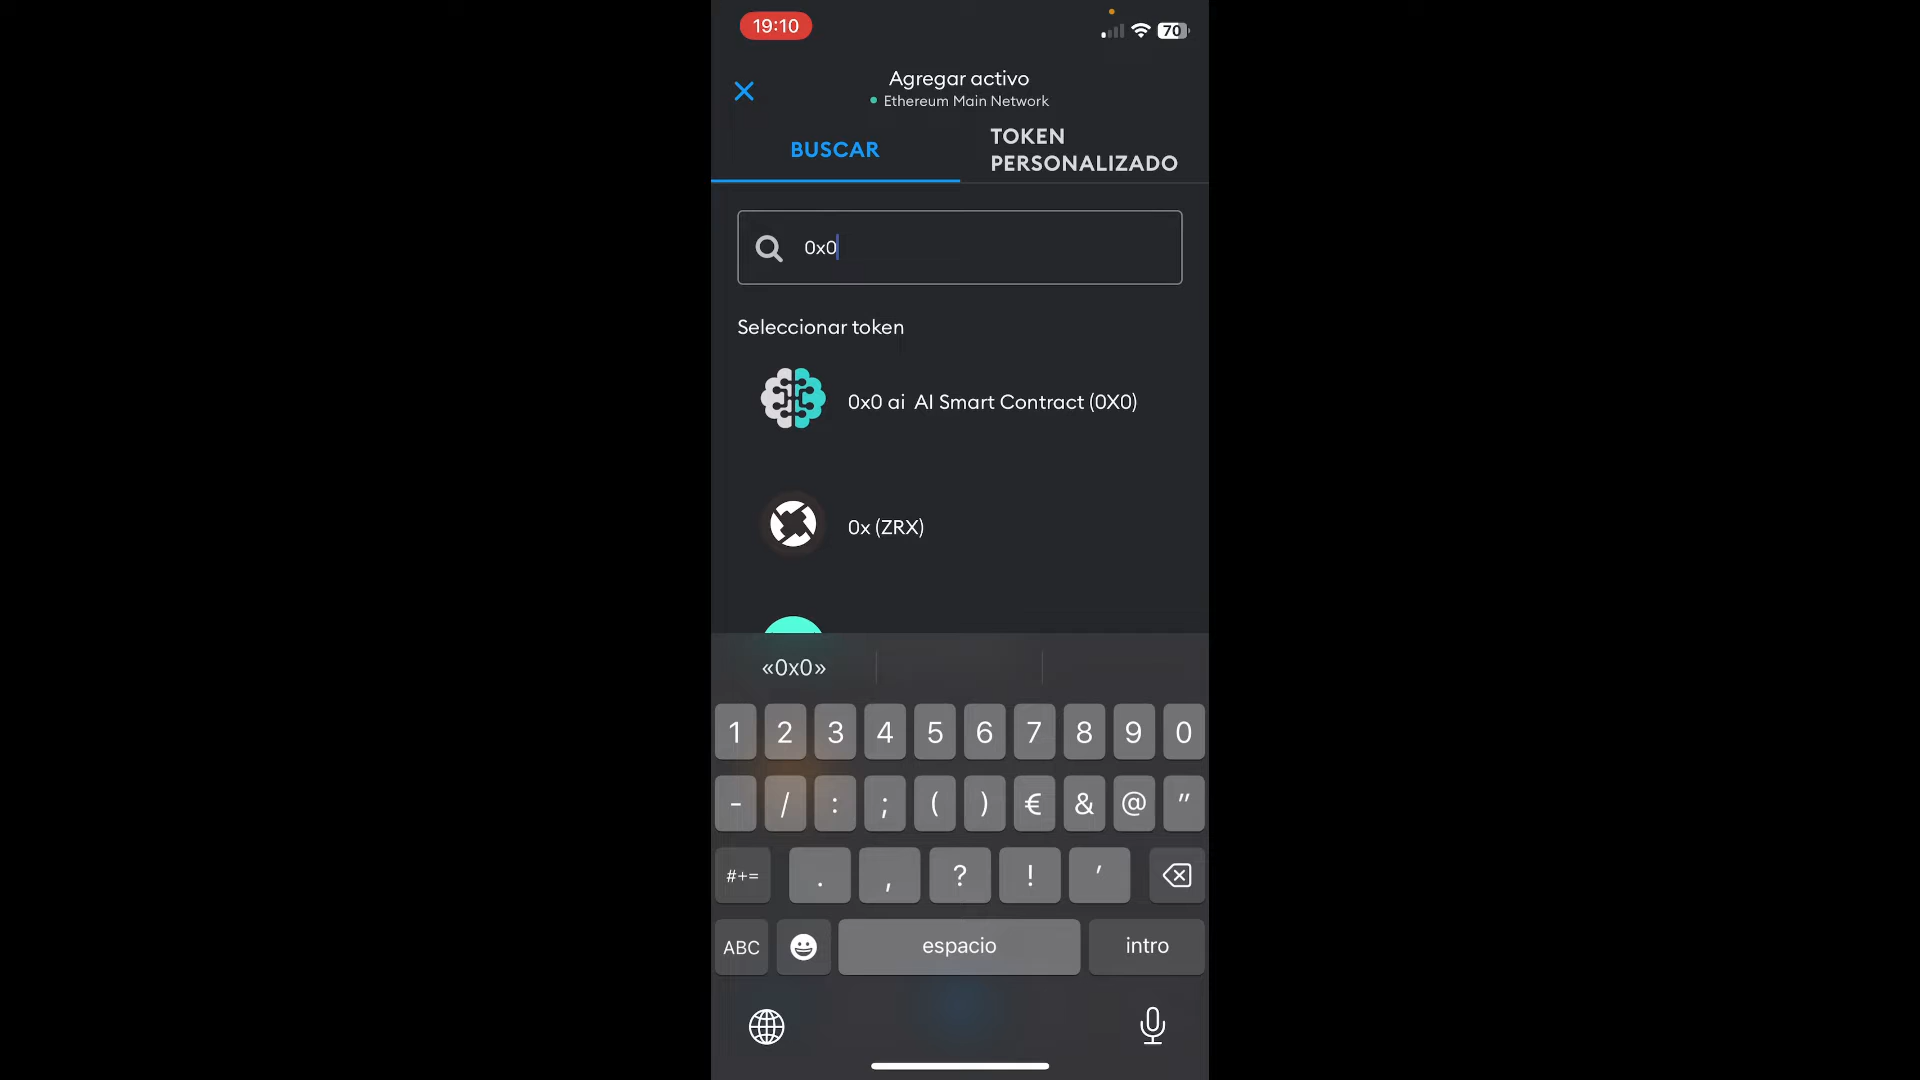 19:10
70
Agregar activo
Ethereum Main Network
BUSCAR
TOKEN
PERSONALIZADO
0x0
Seleccionar token
0x0 ai  AI Smart Contract (0X0)
0x (ZRX)
«0x0»
1 2 3 4 5 6 7 8 9 0
- / : ; ( ) € & @ "
#+= . , ? ! '
ABC espacio intro